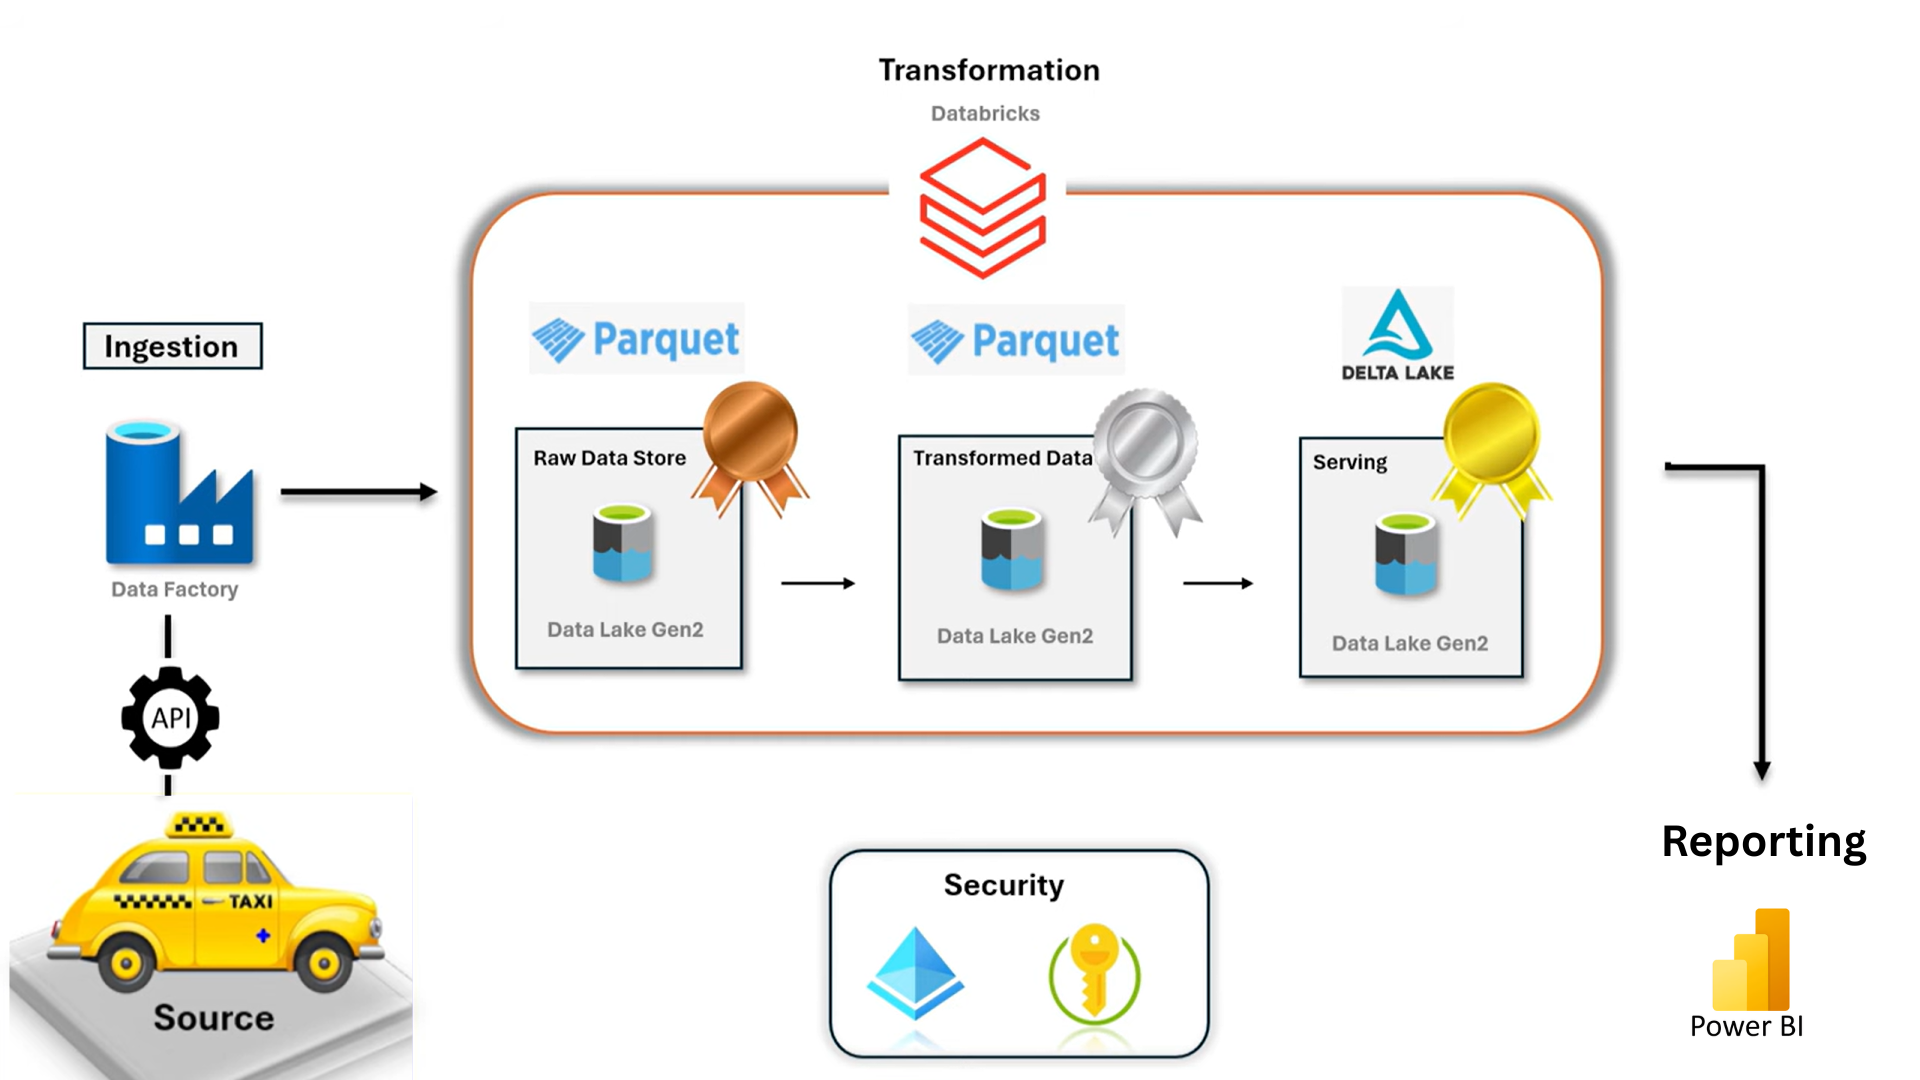 Transformation
Databricks
Ingestion
Parquet
Parquet
DELTA LAKE
Raw Data Store
Transformed Data
Serving
Data Lake Gen2
Data Lake Gen2
Data Lake Gen2
Data Factory
API
TAXI
Source
Security
Reporting
Power BI